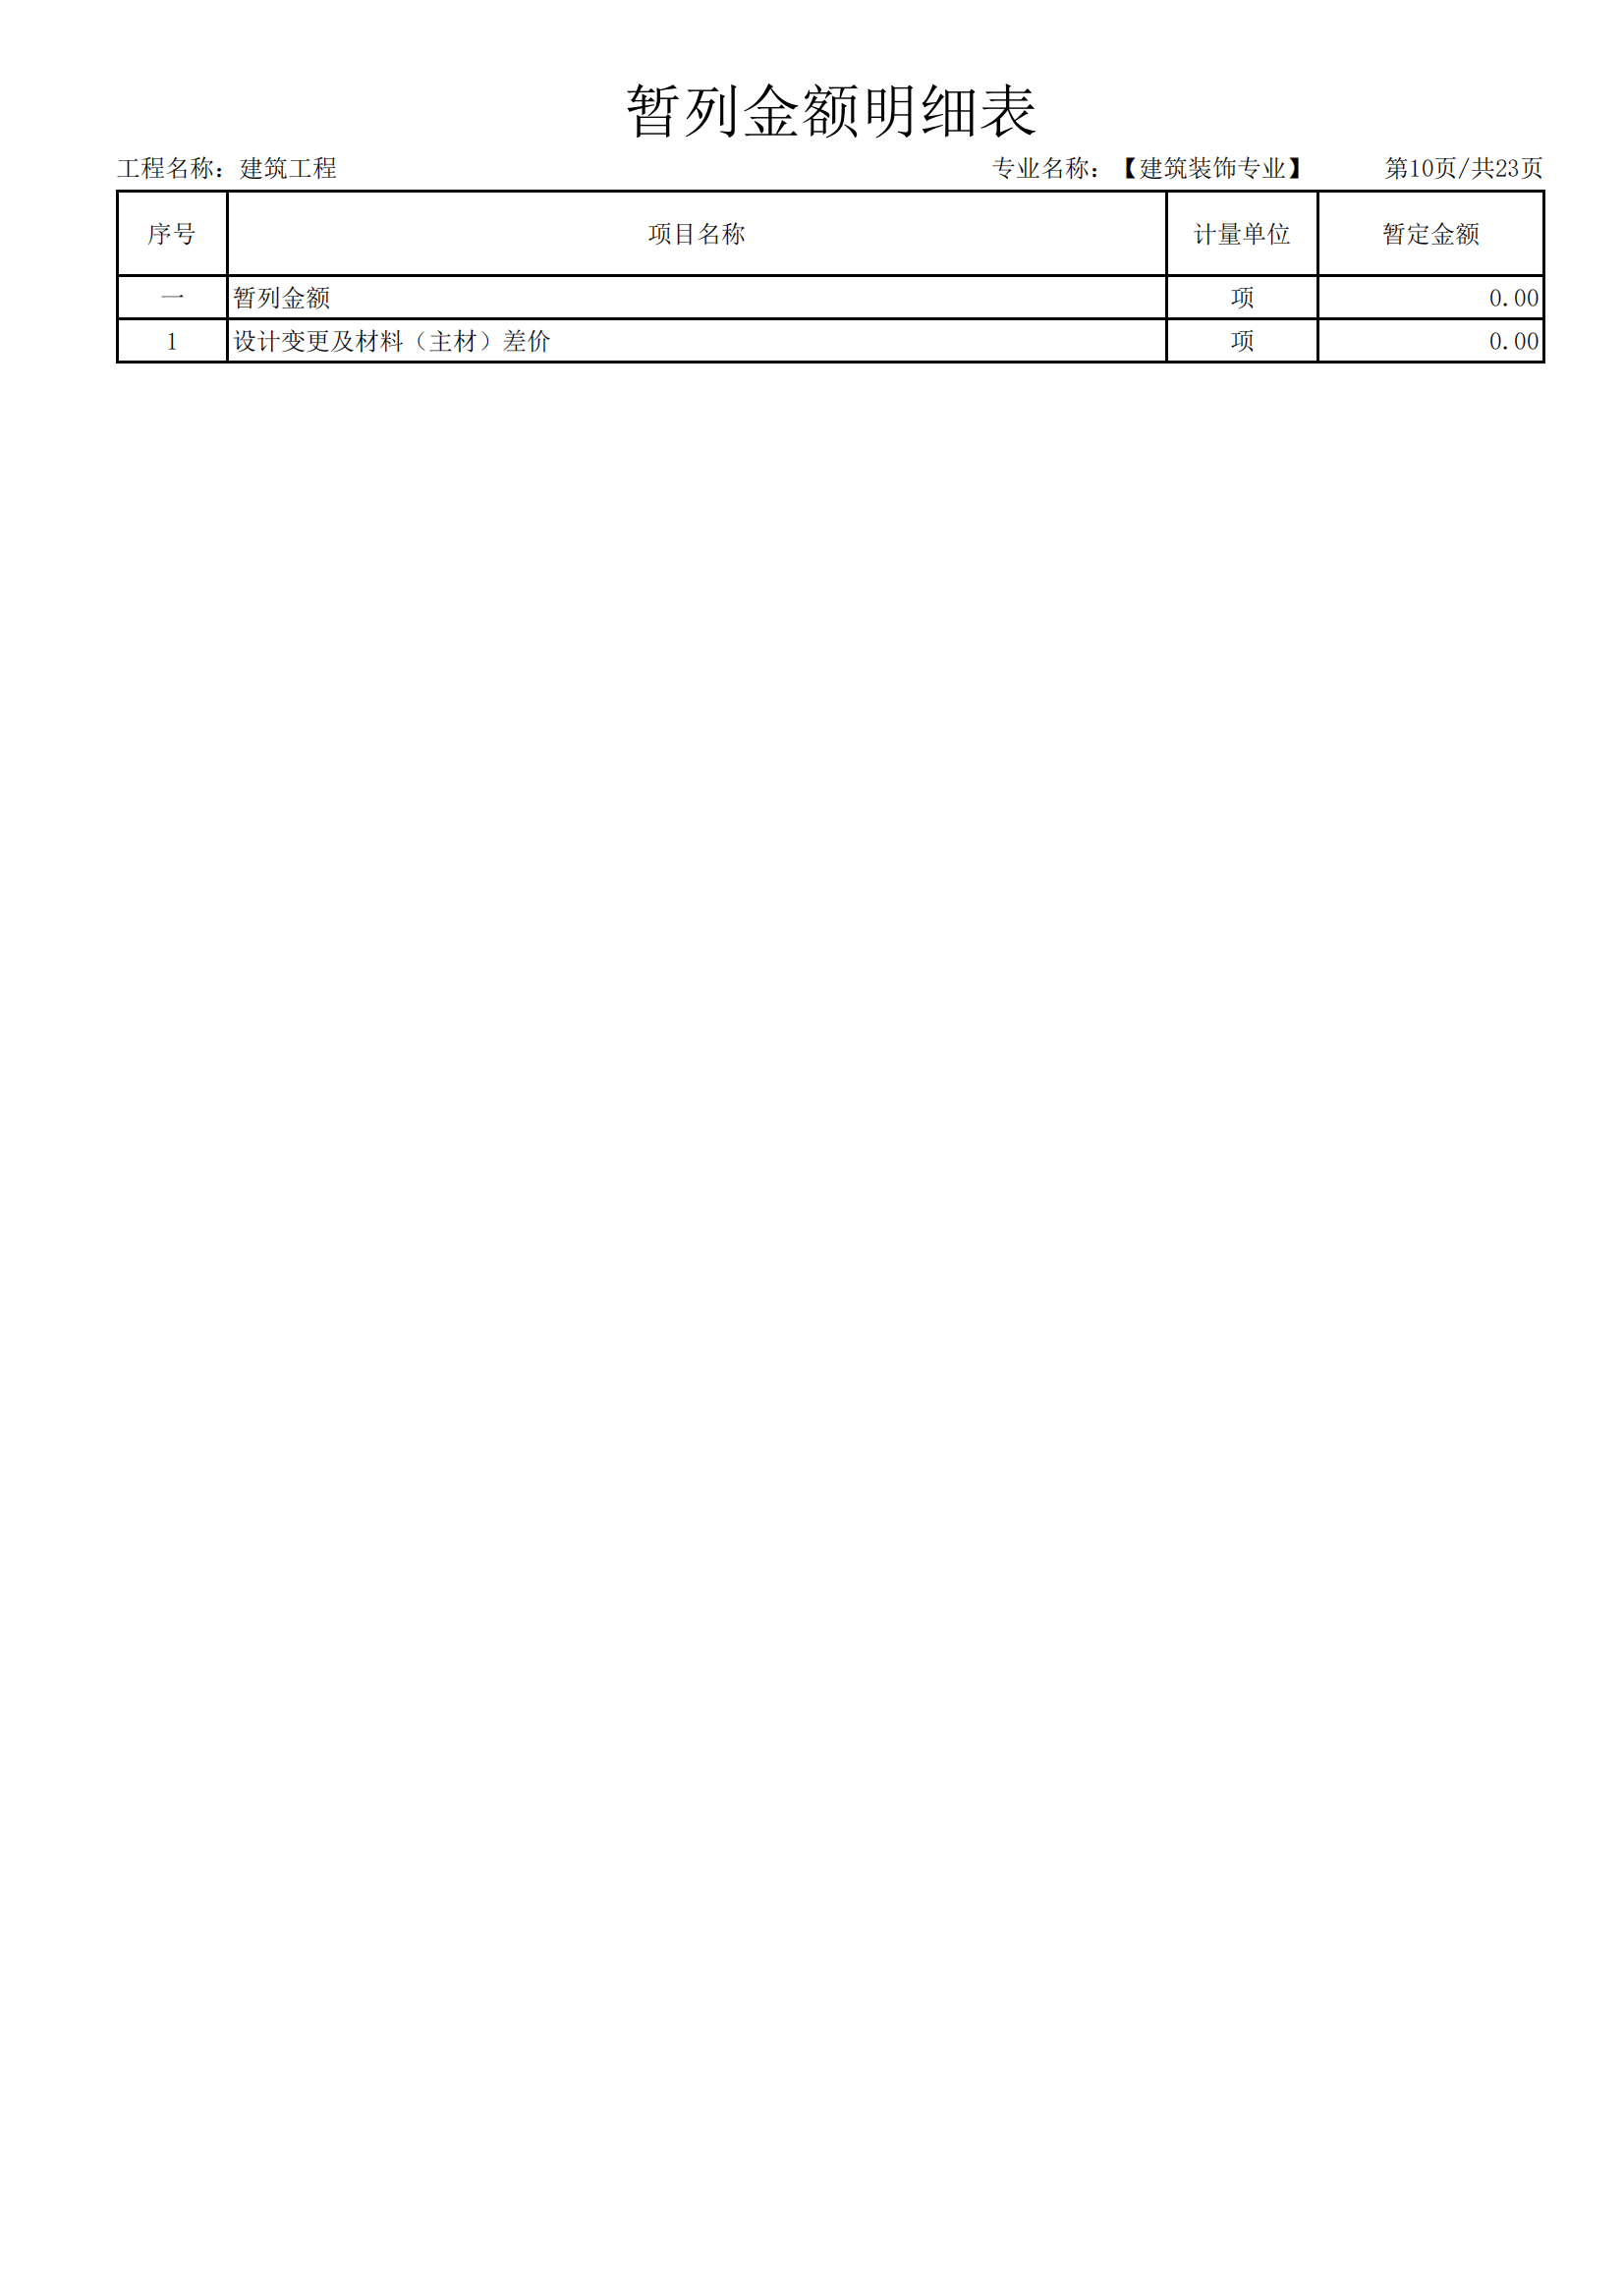 暂列金额明细表
工程名称：建筑工程 专业名称：【建筑装饰专业】 第10页/共23页
序号 项目名称 计量单位 暂定金额
一 暂列金额 项 0.00
1 设计变更及材料（主材）差价 项 0.00